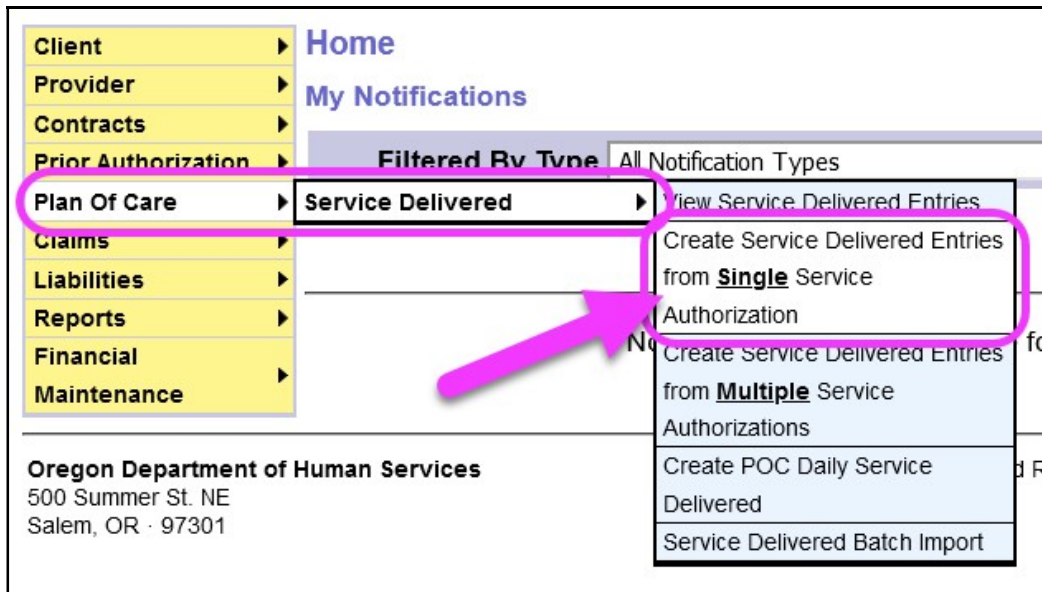 Client
Provider
Contracts
Prior Authorization
Plan Of Care
Claims
Liabilities
Reports
Financial
Maintenance
Home
My Notifications
Filtered By Type All Notification Types
Service Delivered
View Service Delivered Entries
Create Service Delivered Entries
from Single Service
Authorization
Create Service Delivered Entries
from Multiple Service
Authorizations
Create POC Daily Service
Delivered
Service Delivered Batch Import
Oregon Department of Human Services
500 Summer St. NE
Salem, OR · 97301